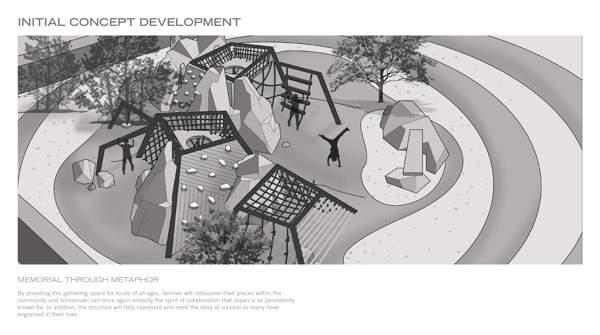 INITIAL CONCEPT DEVELOPMENT
MEMORIAL THROUGH METAPHOR
By providing this gathering space for locals of all ages, families will rediscover their places within the
community and Ishinomaki can once again embody the spirit of collaboration that Japan is so persistently
known for. In addition, the structure will help represent and retell the story of survival so many have
engrained in their lives.